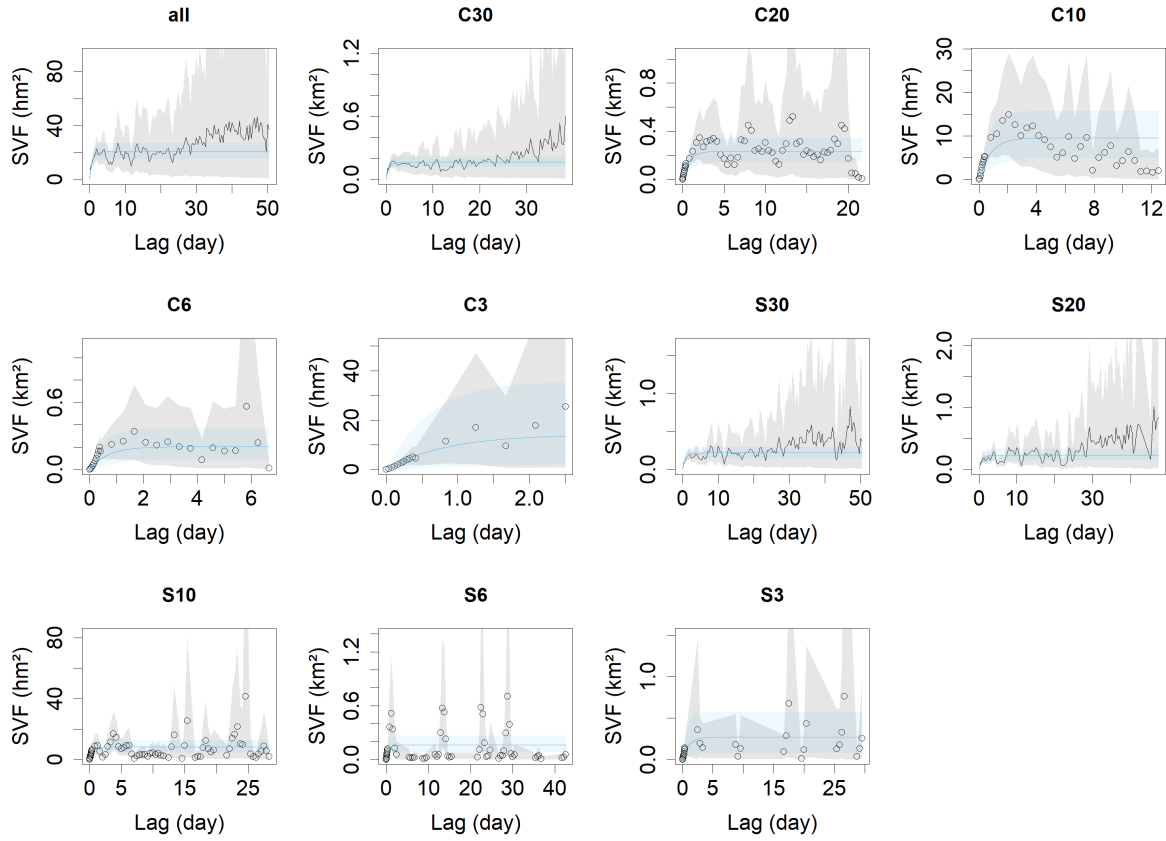 all C30 C20 C10
SVF (hm²) 0 40 80
0 10 20 30 50
Lag (day)
SVF (km²) 0.0 0.6 1.2
0 10 20 30
Lag (day)
SVF (km²) 0.0 0.4 0.8
0 5 10 15 20
Lag (day)
SVF (hm²) 0 10 20 30
0 4 8 12
Lag (day)
C6 C3 S30 S20
SVF (km²) 0.0 0.6
0 2 4 6
Lag (day)
SVF (hm²) 0 20 40
0.0 1.0 2.0
Lag (day)
SVF (km²) 0.0 1.0
0 10 20 30 50
Lag (day)
SVF (km²) 0.0 1.0 2.0
0 10 20 30
Lag (day)
S10 S6 S3
SVF (hm²) 0 40 80
0 5 15 25
Lag (day)
SVF (km²) 0.0 0.6 1.2
0 10 20 30 40
Lag (day)
SVF (km²) 0.0 1.0
0 5 15 25
Lag (day)